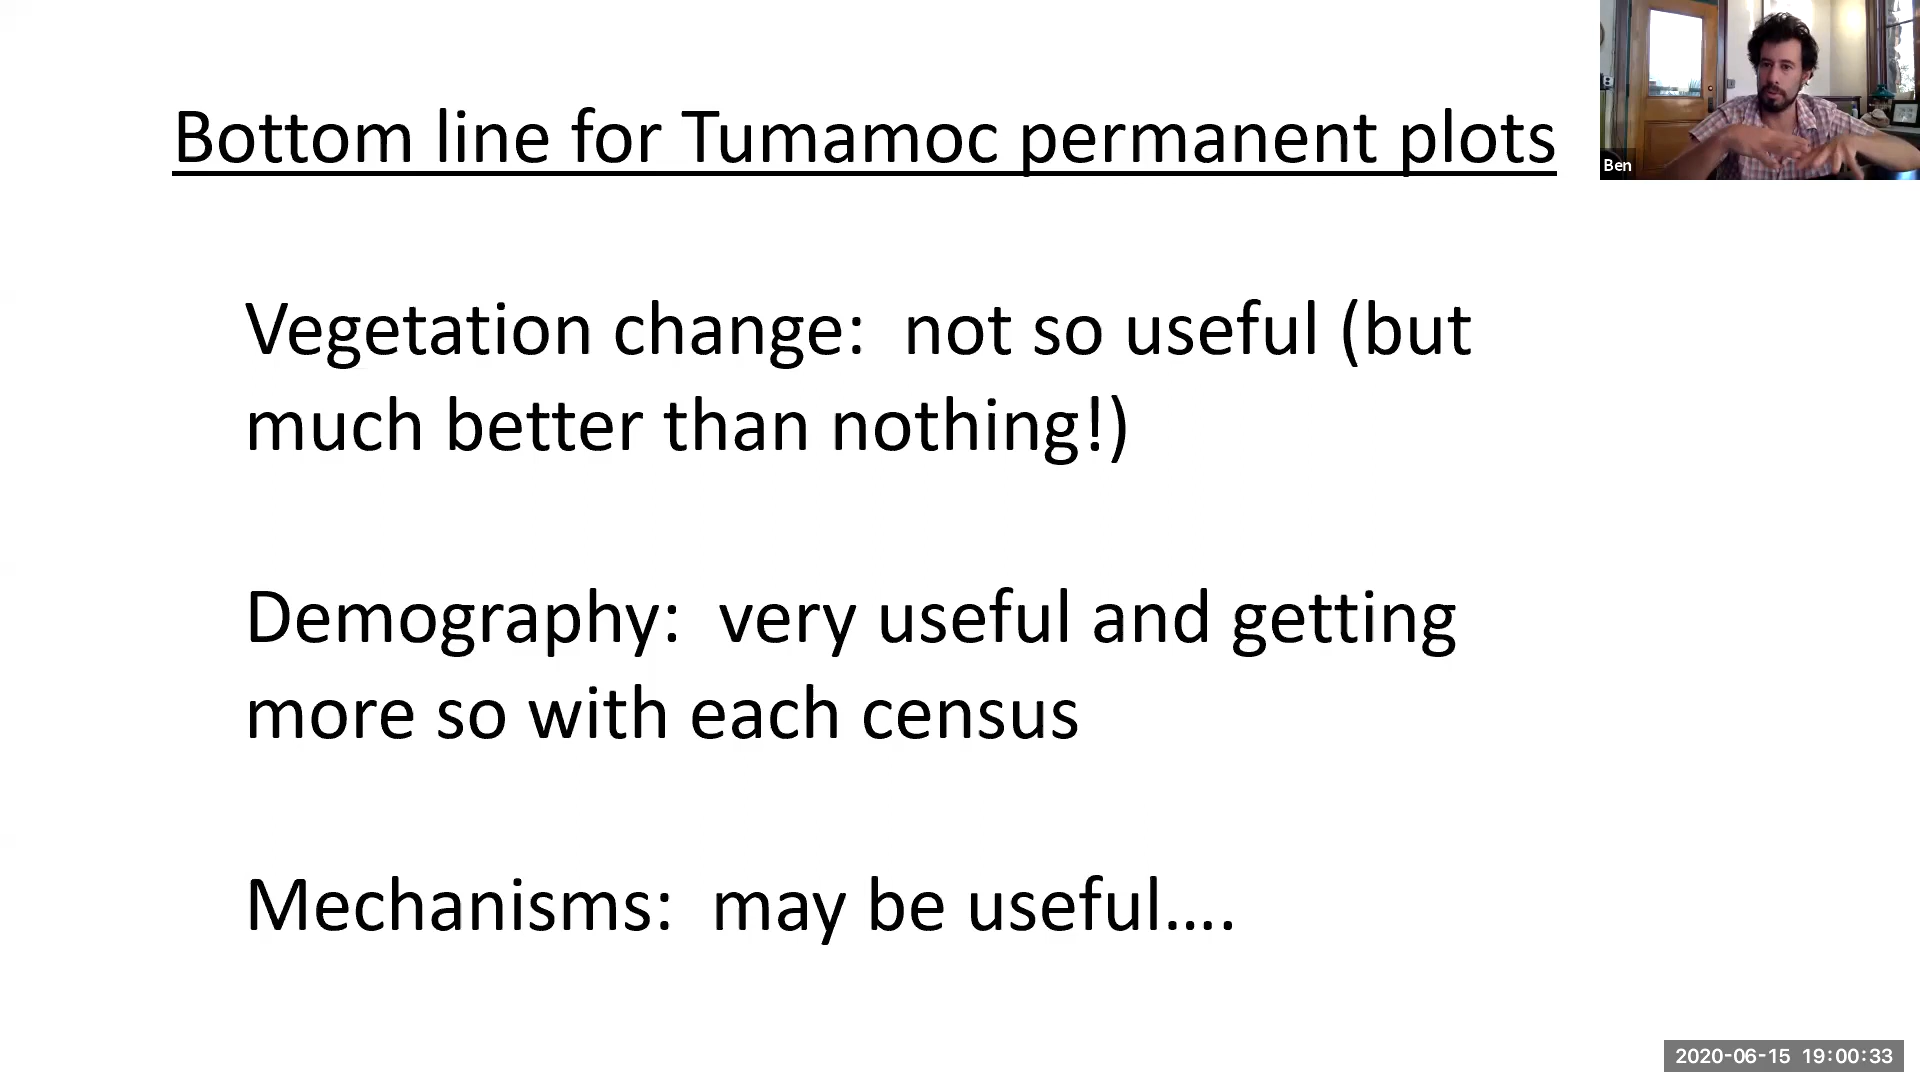 Bottom line for Tumamoc permanent plots
Ben
Vegetation change:  not so useful (but
much better than nothing!)
Demography:  very useful and getting
more so with each census
Mechanisms:  may be useful....
2020-06-15 19:00:33